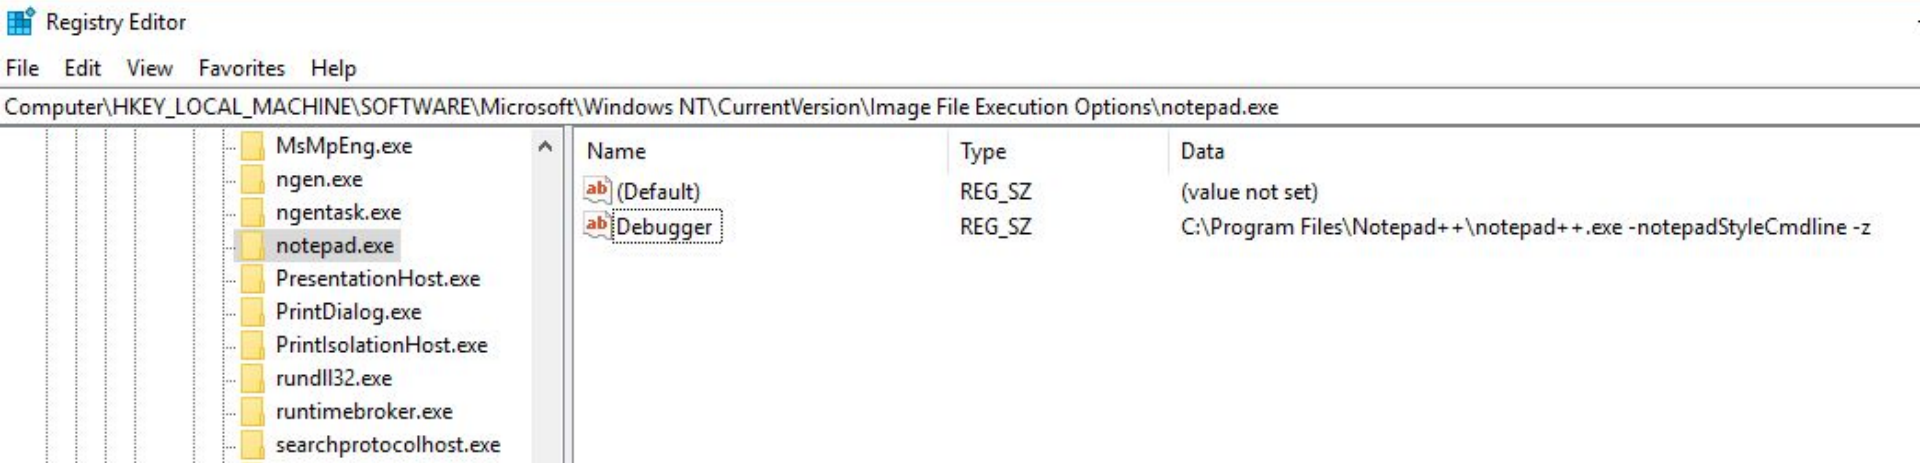 Registry Editor
File Edit View Favorites Help
Computer\HKEY_LOCAL_MACHINE\SOFTWARE\Microsoft\Windows NT\CurrentVersion\Image File Execution Options\notepad.exe
MsMpEng.exe
ngen.exe
ngentask.exe
notepad.exe
PresentationHost.exe
PrintDialog.exe
PrintIsolationHost.exe
rundll32.exe
runtimebroker.exe
searchprotocolhost.exe
Name Type Data
ab (Default) REG_SZ (value not set)
ab Debugger REG_SZ C:\Program Files\Notepad++\notepad++.exe -notepadStyleCmdline -z